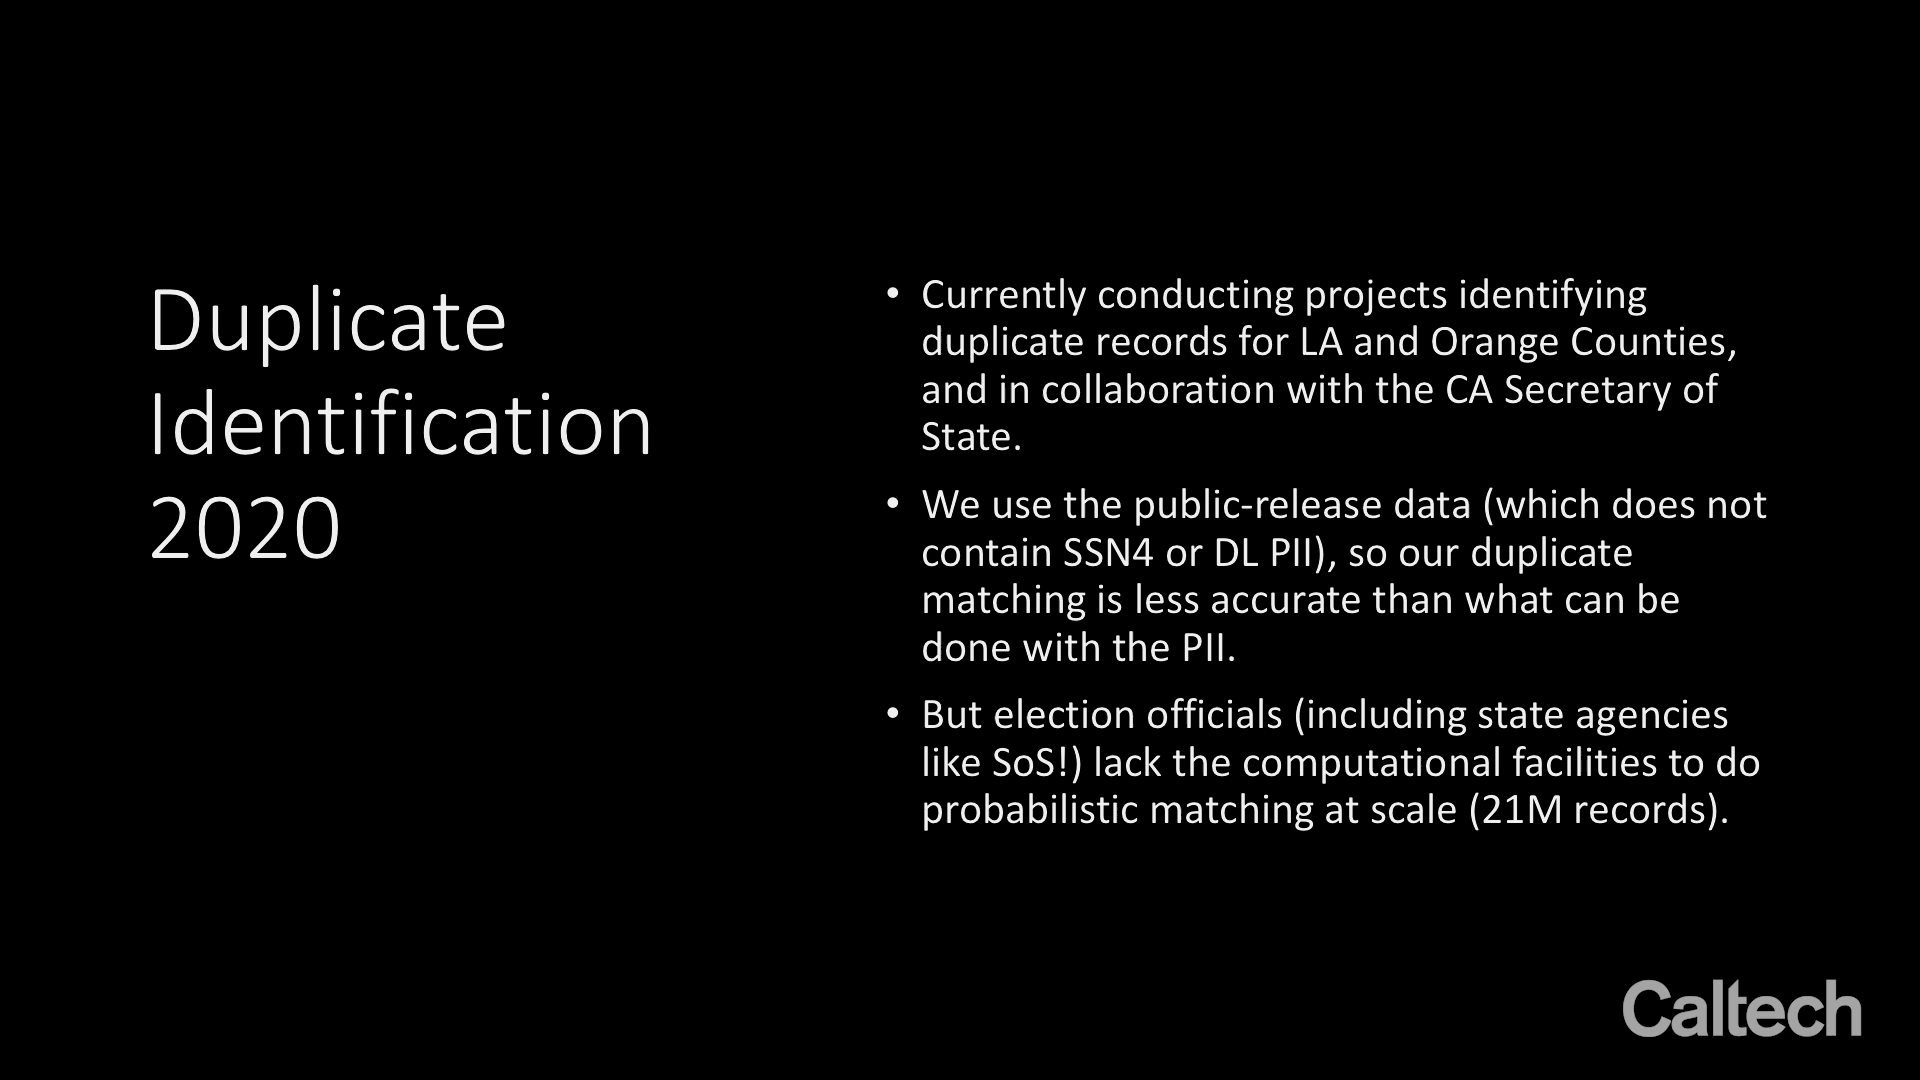 Duplicate
Identification
2020
• Currently conducting projects identifying
duplicate records for LA and Orange Counties,
and in collaboration with the CA Secretary of
State.
• We use the public-release data (which does not
contain SSN4 or DL PII), so our duplicate
matching is less accurate than what can be
done with the PII.
• But election officials (including state agencies
like SoS!) lack the computational facilities to do
probabilistic matching at scale (21M records).
Caltech